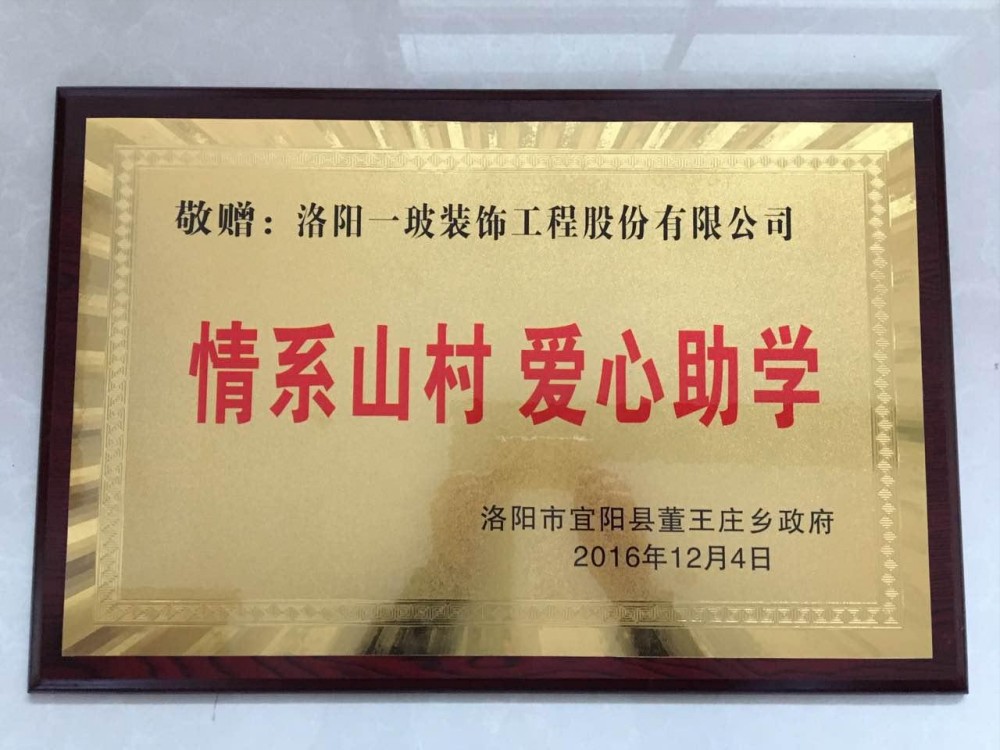 敬赠：洛阳一玻装饰工程股份有限公司
情系山村 爱心助学
洛阳市宜阳县董王庄乡政府
2016年12月4日